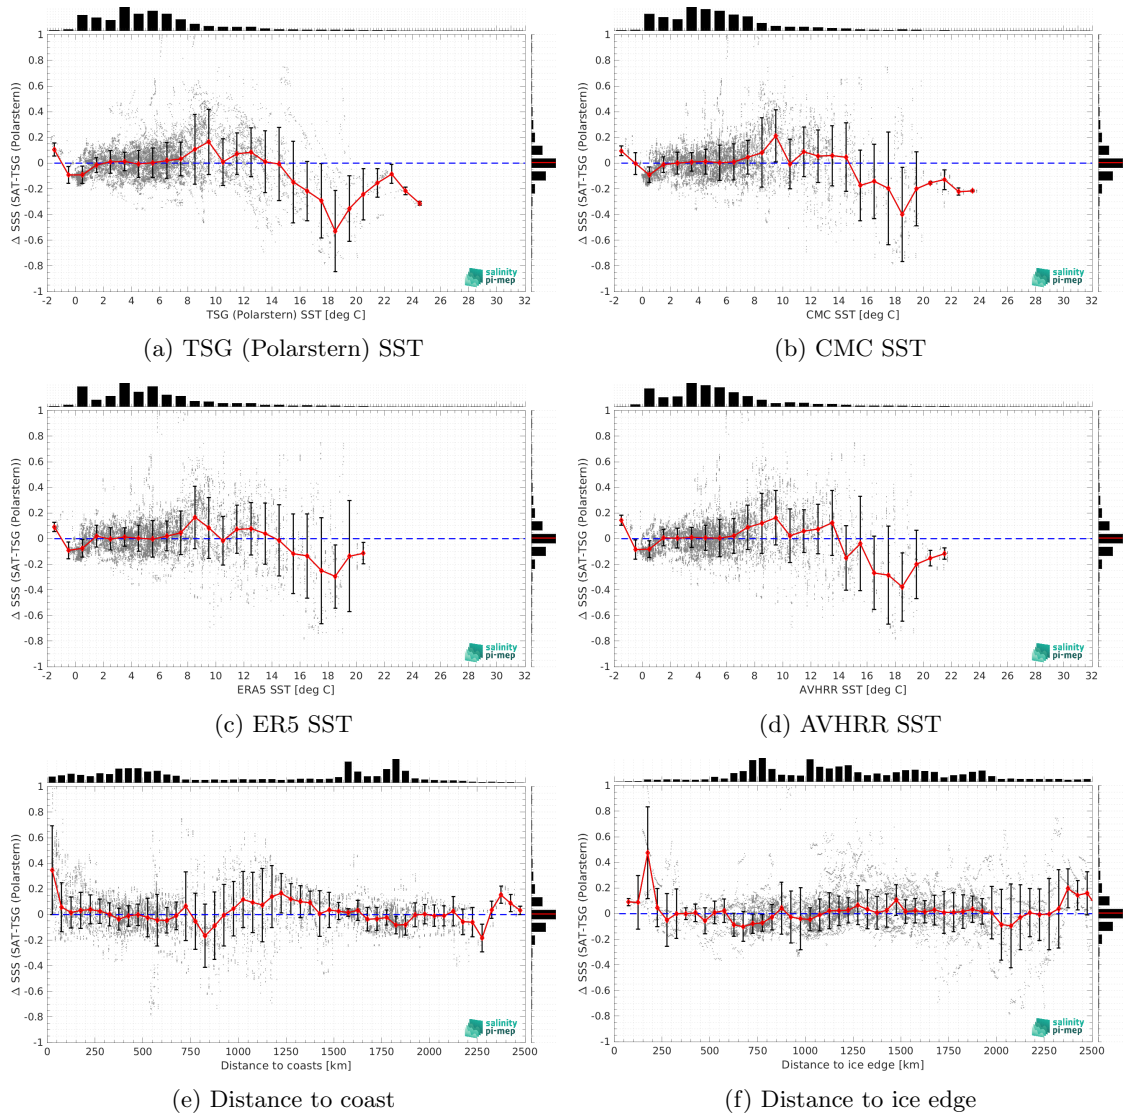 Δ SSS (SAT-TSG (Polarstern))
1
0.8
0.6
0.4
0.2
0
-0.2
-0.4
-0.6
-0.8
-1
-2 0 2 4 6 8 10 12 14 16 18 20 22 24 26 28 30 32
TSG (Polarstern) SST [deg C]
salinity
pi-mep
(a) TSG (Polarstern) SST
Δ SSS (SAT-TSG (Polarstern))
1
0.8
0.6
0.4
0.2
0
-0.2
-0.4
-0.6
-0.8
-1
-2 0 2 4 6 8 10 12 14 16 18 20 22 24 26 28 30 32
CMC SST [deg C]
salinity
pi-mep
(b) CMC SST
Δ SSS (SAT-TSG (Polarstern))
1
0.8
0.6
0.4
0.2
0
-0.2
-0.4
-0.6
-0.8
-1
-2 0 2 4 6 8 10 12 14 16 18 20 22 24 26 28 30 32
ERA5 SST [deg C]
salinity
pi-mep
(c) ER5 SST
Δ SSS (SAT-TSG (Polarstern))
1
0.8
0.6
0.4
0.2
0
-0.2
-0.4
-0.6
-0.8
-1
-2 0 2 4 6 8 10 12 14 16 18 20 22 24 26 28 30 32
AVHRR SST [deg C]
salinity
pi-mep
(d) AVHRR SST
Δ SSS (SAT-TSG (Polarstern))
1
0.8
0.6
0.4
0.2
0
-0.2
-0.4
-0.6
-0.8
-1
0 250 500 750 1000 1250 1500 1750 2000 2250 2500
Distance to coasts [km]
salinity
pi-mep
(e) Distance to coast
Δ SSS (SAT-TSG (Polarstern))
1
0.8
0.6
0.4
0.2
0
-0.2
-0.4
-0.6
-0.8
-1
0 250 500 750 1000 1250 1500 1750 2000 2250 2500
Distance to ice edge [km]
salinity
pi-mep
(f) Distance to ice edge